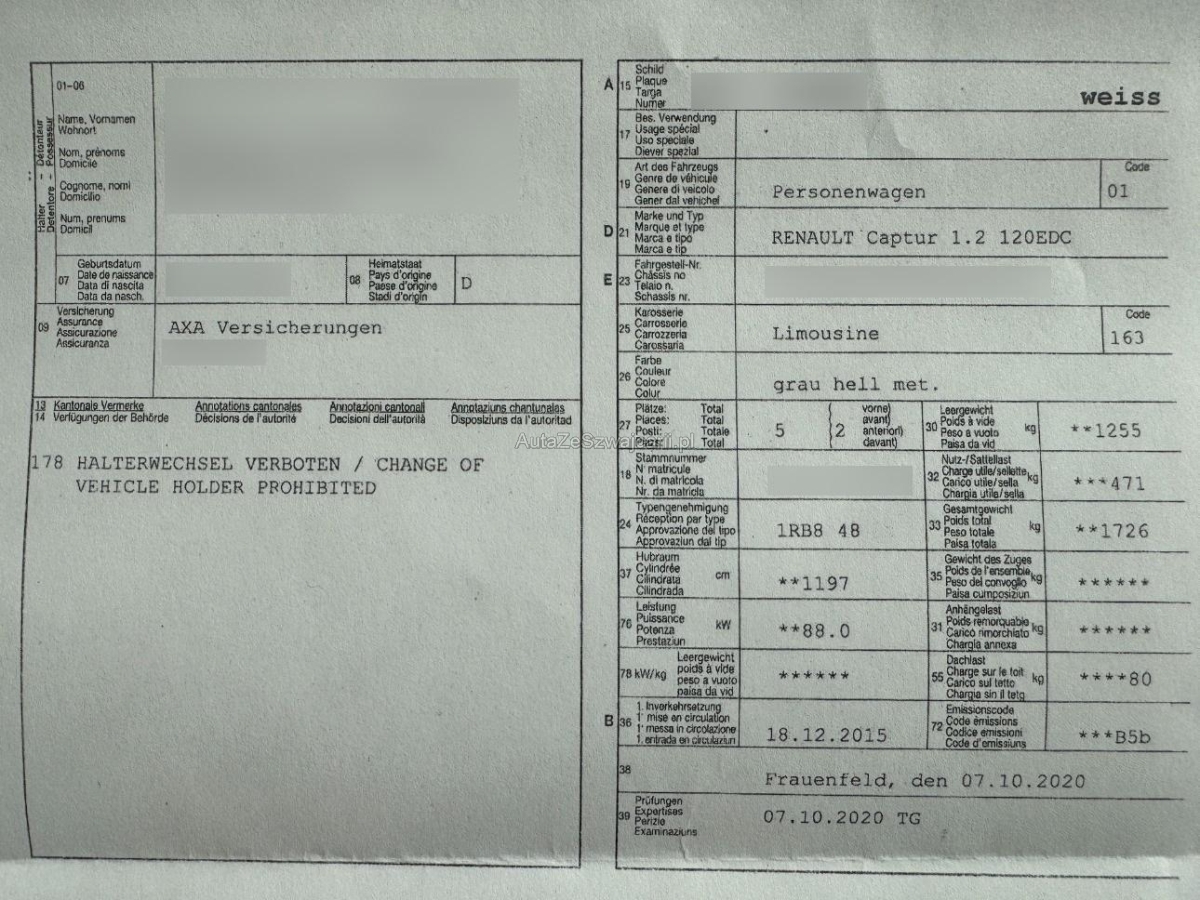 01-06
Halter - Détenteur
Detentore - Possessur
Name, Vornamen
Wohnort
Nom, prénoms
Domicile
Cognome, nomi
Domicilio
Num, prenums
Domicil
07
Geburtsdatum
Date de naissance
Data di nascita
Data da nasch.
08
Heimatstaat
Pays d'origine
Paese d'origine
Stadi d'origin
D
09
Versicherung
Assurance
Assicurazione
Assicuranza
AXA Versicherungen
13 Kantonale Vermerke Annotations cantonales Annotazioni cantonali Annotaziuns chantunalas
14 Verfügungen der Behörde Décisions de l'autorité Decisioni dell'autorità Disposiziuns da l'autoritad
178 HALTERWECHSEL VERBOTEN / CHANGE OF
VEHICLE HOLDER PROHIBITED
A 15
Schild
Plaque
Targa
Numer
weiss
17
Bes. Verwendung
Usage spécial
Uso speciale
Diever spezial
19
Art des Fahrzeugs
Genre de véhicule
Genere di veicolo
Gener dal vehichel
Personenwagen
Code
01
D 21
Marke und Typ
Marque et type
Marca e tipo
Marca e tip
RENAULT Captur 1.2 120EDC
E 23
Fahrgestell-Nr.
Châssis no
Telaio n.
Schassis nr.
25
Karosserie
Carrosserie
Carrozzeria
Carossaria
Limousine
Code
163
26
Farbe
Couleur
Colore
Colur
grau hell met.
27
Plätze: Total
Places: Total
Posti: Totale
Plazs: Total
5
vorne)
avant)
anteriori)
davant)
2
30
Leergewicht
Poids à vide
Peso a vuoto
Paisa da vid
kg
**1255
AutaZeSzwajcarii.pl
18
Stammnummer
N° matricule
N. di matricola
Nr. da matricla
32
Nutz-/Sattellast
Charge utile/sellette
Carico utile/sella
Chargia utila/sella
kg
***471
24
Typengenehmigung
Réception par type
Approvazione del tipo
Approvaziun dal tip
1RB8 48
33
Gesamtgewicht
Poids total
Peso totale
Paisa totala
kg
**1726
37
Hubraum
Cylindrée
Cilindrata
Cilindrada
cm
**1197
35
Gewicht des Zuges
Poids de l'ensemble
Peso del convoglio
Paisa cumposiziun
kg
******
76
Leistung
Puissance
Potenza
Prestaziun
kW
**88.0
31
Anhängelast
Poids remorquable
Carico rimorchiato
Chargia annexa
kg
******
78 kW/kg
Leergewicht
poids à vide
peso a vuoto
paisa da vid
******
55
Dachlast
Charge sur le toit
Carico sul tetto
Chargia sin il tetg
kg
****80
B 36
1. Inverkehrsetzung
1' mise en circulation
1' messa in circolazione
1. entrada en circulaziun
18.12.2015
72
Emissionscode
Code émissions
Codice emissioni
Code d'emissiuns
***B5b
38
Frauenfeld, den 07.10.2020
39
Prüfungen
Expertises
Perizie
Examinaziuns
07.10.2020 TG